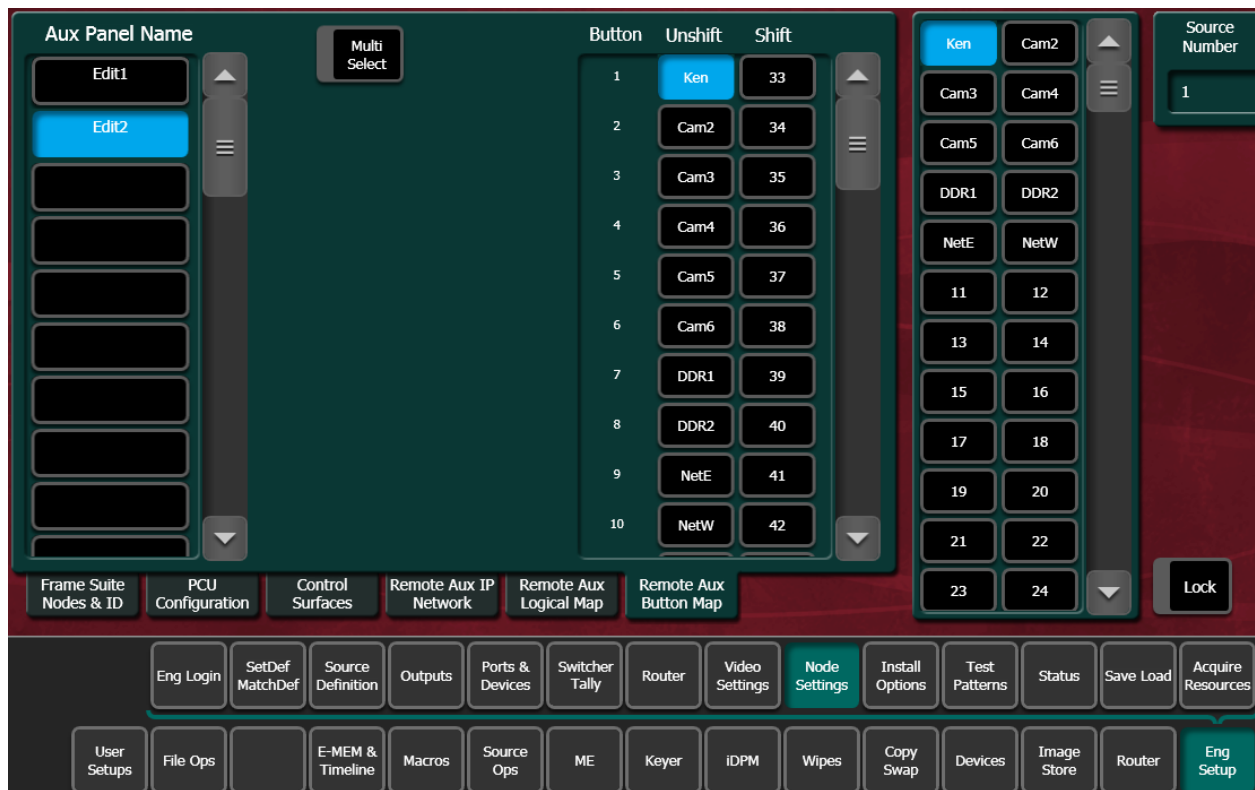 Aux Panel Name
Edit1
Edit2
Multi
Select
Button Unshift Shift
1 Ken 33
2 Cam2 34
3 Cam3 35
4 Cam4 36
5 Cam5 37
6 Cam6 38
7 DDR1 39
8 DDR2 40
9 NetE 41
10 NetW 42
Ken Cam2
Cam3 Cam4
Cam5 Cam6
DDR1 DDR2
NetE NetW
11 12
13 14
15 16
17 18
19 20
21 22
23 24
Source
Number
1
Lock
Frame Suite
Nodes & ID
PCU
Configuration
Control
Surfaces
Remote Aux IP
Network
Remote Aux
Logical Map
Remote Aux
Button Map
Eng Login
SetDef
MatchDef
Source
Definition
Outputs
Ports &
Devices
Switcher
Tally
Router
Video
Settings
Node
Settings
Install
Options
Test
Patterns
Status
Save Load
Acquire
Resources
User
Setups
File Ops
E-MEM &
Timeline
Macros
Source
Ops
ME
Keyer
iDPM
Wipes
Copy
Swap
Devices
Image
Store
Router
Eng
Setup